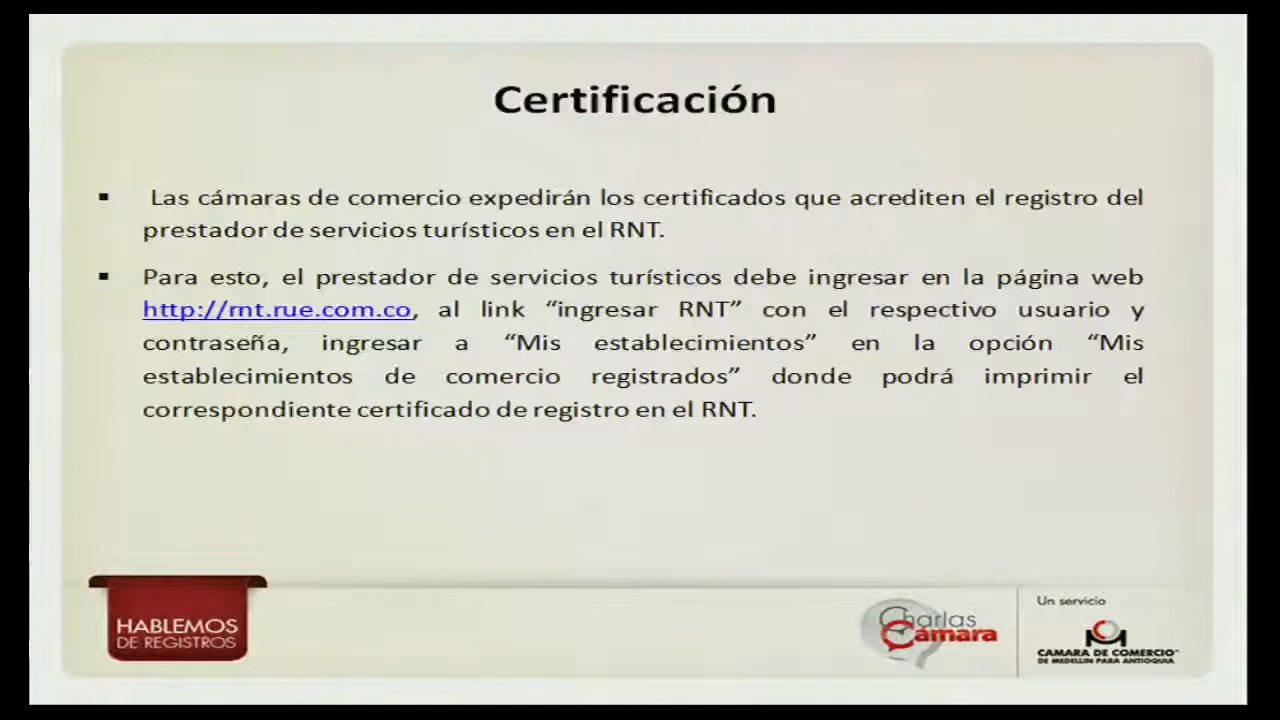 Certificación
▪ Las cámaras de comercio expedirán los certificados que acrediten el registro del
prestador de servicios turísticos en el RNT.
▪ Para esto, el prestador de servicios turísticos debe ingresar en la página web
http://rnt.rue.com.co, al link “ingresar RNT” con el respectivo usuario y
contraseña, ingresar a “Mis establecimientos” en la opción “Mis
establecimientos de comercio registrados” donde podrá imprimir el
correspondiente certificado de registro en el RNT.
HABLEMOS
DE REGISTROS
Charlas
Cámara
Un servicio
CAMARA DE COMERCIO
DE MEDELLIN PARA ANTIOQUIA